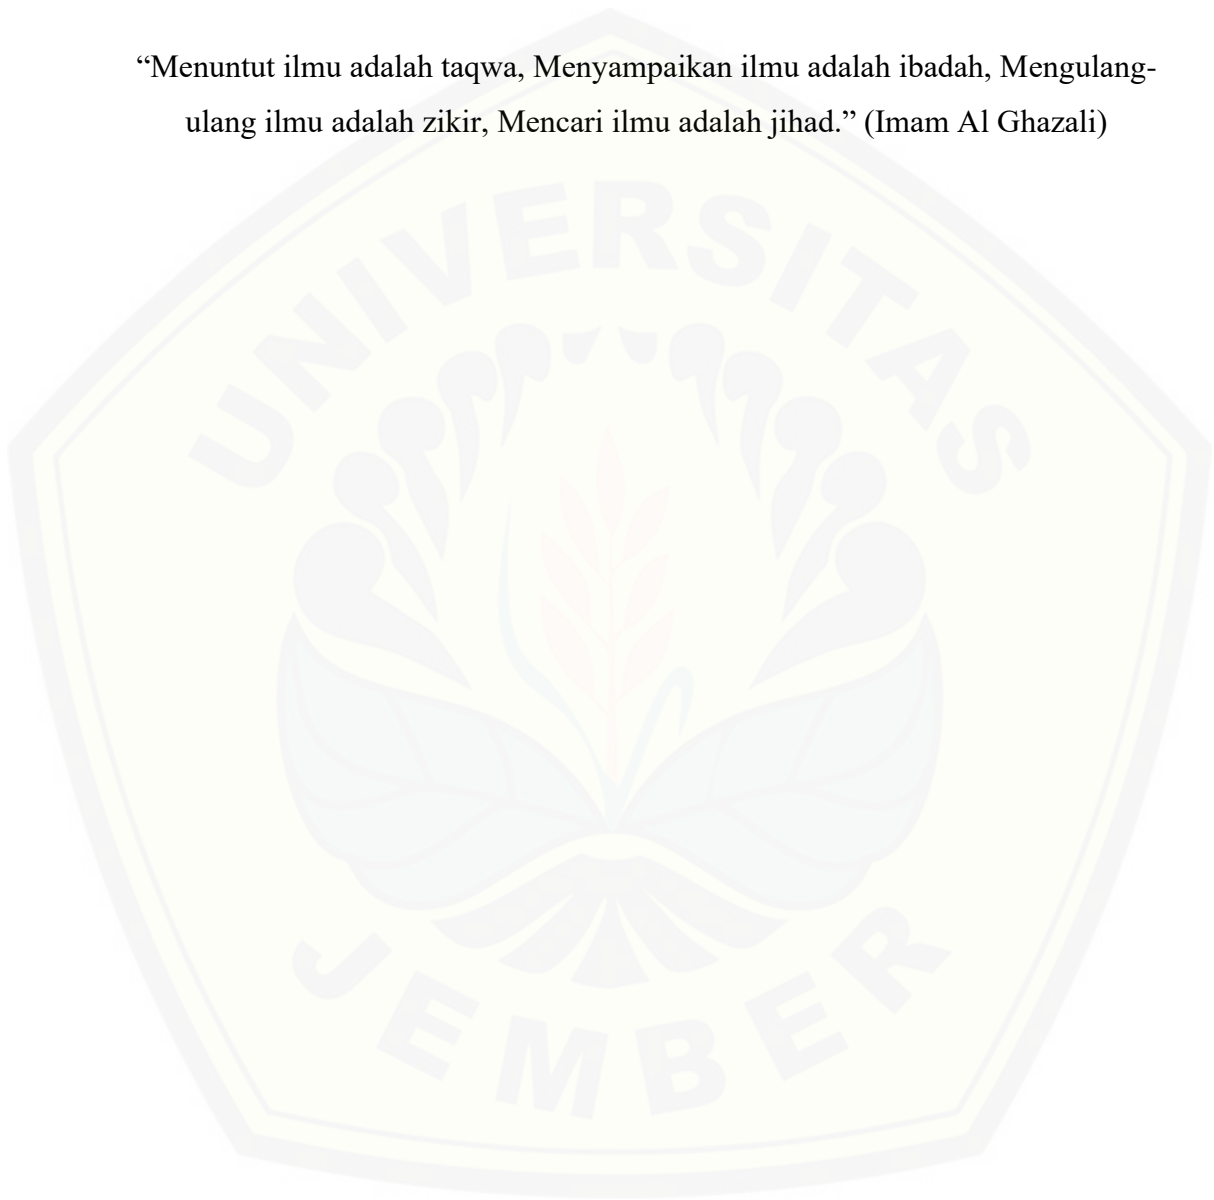 “Menuntut ilmu adalah taqwa, Menyampaikan ilmu adalah ibadah, Mengulang-
ulang ilmu adalah zikir, Mencari ilmu adalah jihad.” (Imam Al Ghazali)
UNIVERSITAS
JEMBER